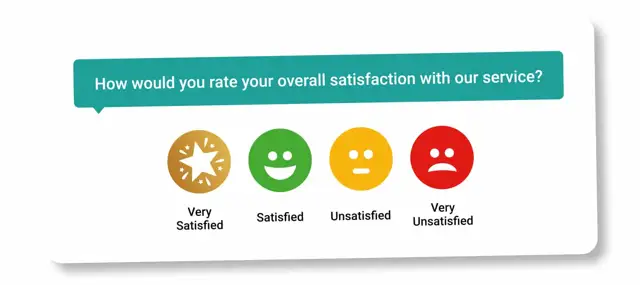 How would you rate your overall satisfaction with our service?
Very
Satisfied
Satisfied
Unsatisfied
Very
Unsatisfied